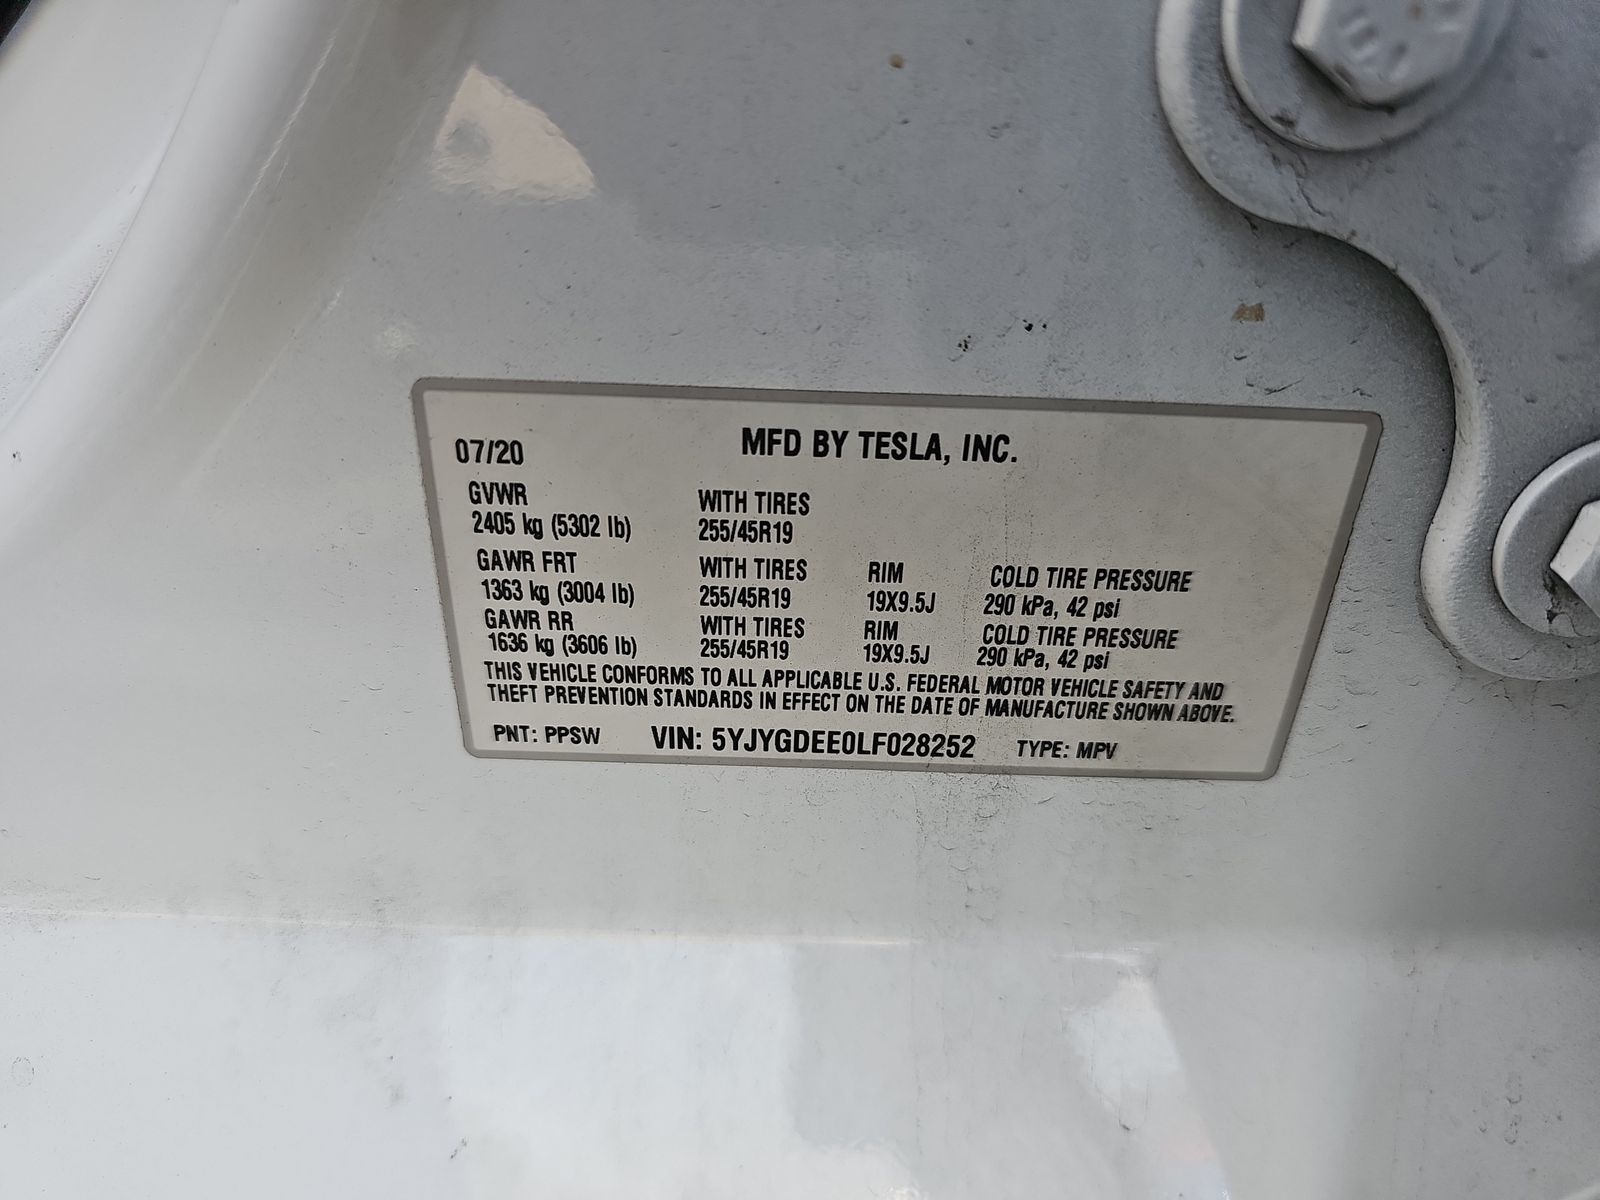 07/20 MFD BY TESLA, INC.
GVWR WITH TIRES
2405 kg (5302 lb) 255/45R19
GAWR FRT WITH TIRES RIM COLD TIRE PRESSURE
1363 kg (3004 lb) 255/45R19 19X9.5J 290 kPa, 42 psi
GAWR RR WITH TIRES RIM COLD TIRE PRESSURE
1636 kg (3606 lb) 255/45R19 19X9.5J 290 kPa, 42 psi
THIS VEHICLE CONFORMS TO ALL APPLICABLE U.S. FEDERAL MOTOR VEHICLE SAFETY AND
THEFT PREVENTION STANDARDS IN EFFECT ON THE DATE OF MANUFACTURE SHOWN ABOVE.
PNT: PPSW VIN: 5YJYGDEE0LF028252 TYPE: MPV